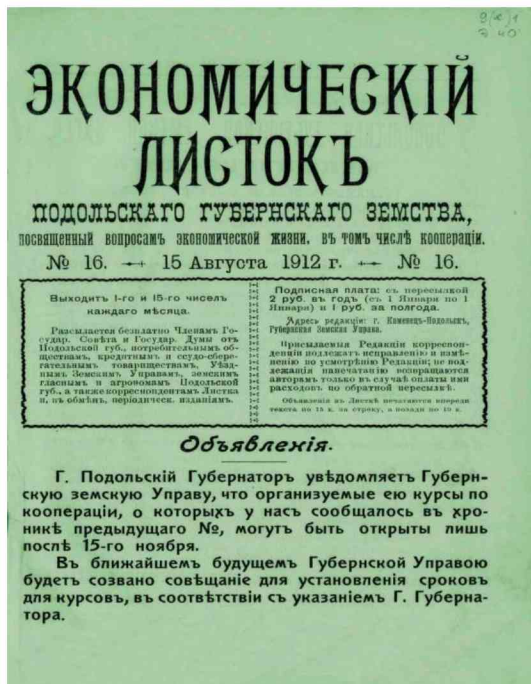 9(к)1
Э 40
ЭКОНОМИЧЕСКІЙ
ЛИСТОКЪ
ПОДОЛЬСКАГО ГУБЕРНСКАГО ЗЕМСТВА,
посвященный вопросамъ экономической жизни, въ томъ числѣ кооперацiи.
№ 16. 15 Августа 1912 г. № 16.
Выходитъ 1-го и 15-го чиселъ
каждаго мѣсяца.
Разсылается безплатно Членамъ Го-
судар. Совѣта и Государ. Думы отъ
Подольской губ., потребительнымъ об-
ществамъ, кредитнымъ и ссудо-сбере-
гательнымъ товариществамъ, Уѣзд-
нымъ Земскимъ Управамъ, земскимъ
гласнымъ и агрономамъ Подольской
губ., а также корреспондентамъ Листка
и, въ обмѣнъ, періодическ. изданіямъ.
Подписная плата: съ пересылкой
2 руб. въ годъ (съ 1 Января по 1
Января) и 1 руб. за полгода.
Адресъ редакціи: г. Каменецъ-Подольскъ,
Губернская Земская Управа.
Присылаемыя Редакціи корреспон-
денціи подлежатъ исправленію и измѣ-
ненію по усмотрѣнію Редакціи; не под-
лежащія напечатанію возвращаются
авторамъ только въ случаѣ оплаты ими
расходовъ по обратной пересылкѣ.
Объявленія въ Листкѣ печатаются впереди
текста по 15 к. за строку, а позади по 10 к.
Объявленія.
Г. Подольскій Губернаторъ увѣдомляетъ Губерн-
скую земскую Управу, что организуемые ею курсы по
кооперацiи, о которыхъ у насъ сообщалось въ хро-
никѣ предыдущаго №, могутъ быть открыты лишь
послѣ 15-го ноября.
Въ ближайшемъ будущемъ Губернской Управою
будетъ созвано совѣщаніе для установленія сроковъ
для курсовъ, въ соотвѣтствіи съ указаніемъ Г. Губерна-
тора.